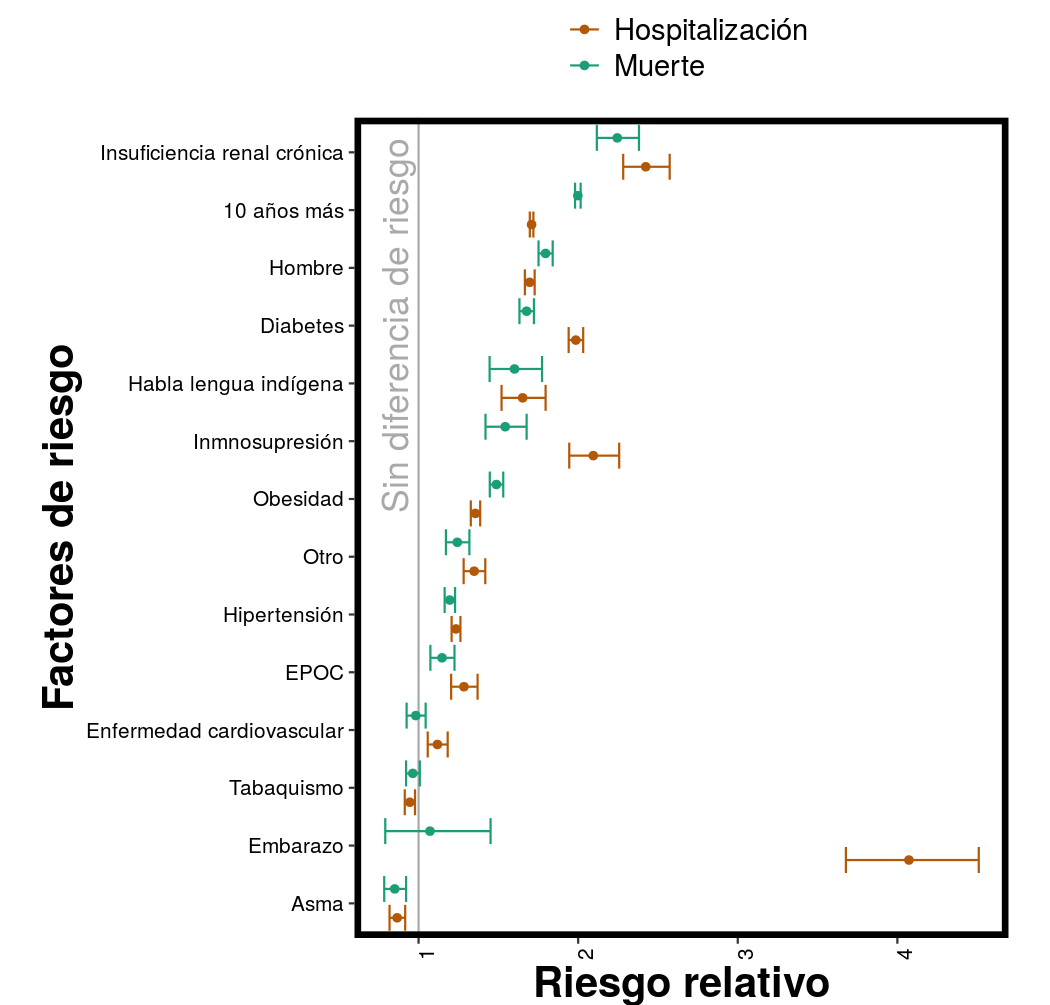 Hospitalización
Muerte
Sin diferencia de riesgo
Factores de riesgo
Insuficiencia renal crónica
10 años más
Hombre
Diabetes
Habla lengua indígena
Inmnosupresión
Obesidad
Otro
Hipertensión
EPOC
Enfermedad cardiovascular
Tabaquismo
Embarazo
Asma
1
2
3
4
Riesgo relativo